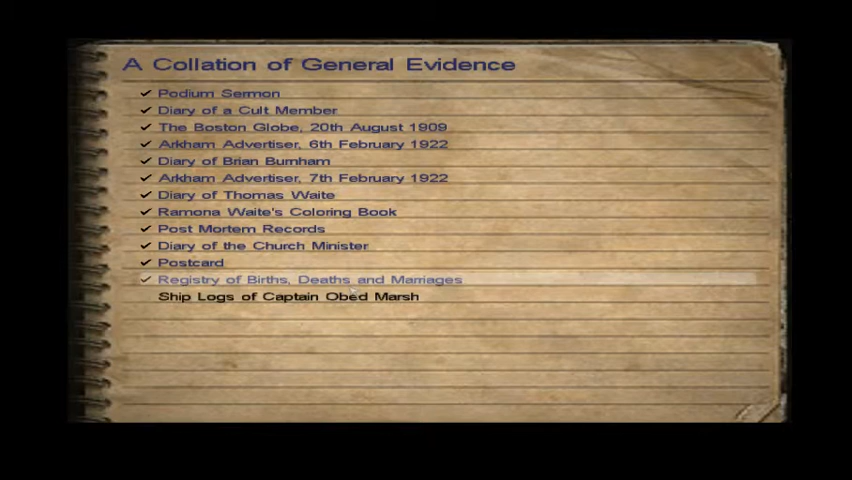 A Collation of General Evidence
Podium Sermon
Diary of a Cult Member
The Boston Globe, 20th August 1909
Arkham Advertiser, 6th February 1922
Diary of Brian Burnham
Arkham Advertiser, 7th February 1922
Diary of Thomas Waite
Ramona Waite's Coloring Book
Post Mortem Records
Diary of the Church Minister
Postcard
Registry of Births, Deaths and Marriages
Ship Logs of Captain Obed Marsh